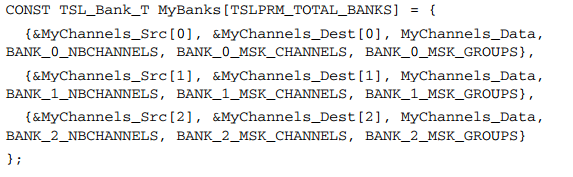 CONST TSL_Bank_T MyBanks[TSLPRM_TOTAL_BANKS] = {
{&MyChannels_Src[0], &MyChannels_Dest[0], MyChannels_Data,
BANK_0_NBCHANNELS, BANK_0_MSK_CHANNELS, BANK_0_MSK_GROUPS},
{&MyChannels_Src[1], &MyChannels_Dest[1], MyChannels_Data,
BANK_1_NBCHANNELS, BANK_1_MSK_CHANNELS, BANK_1_MSK_GROUPS},
{&MyChannels_Src[2], &MyChannels_Dest[2], MyChannels_Data,
BANK_2_NBCHANNELS, BANK_2_MSK_CHANNELS, BANK_2_MSK_GROUPS}
};